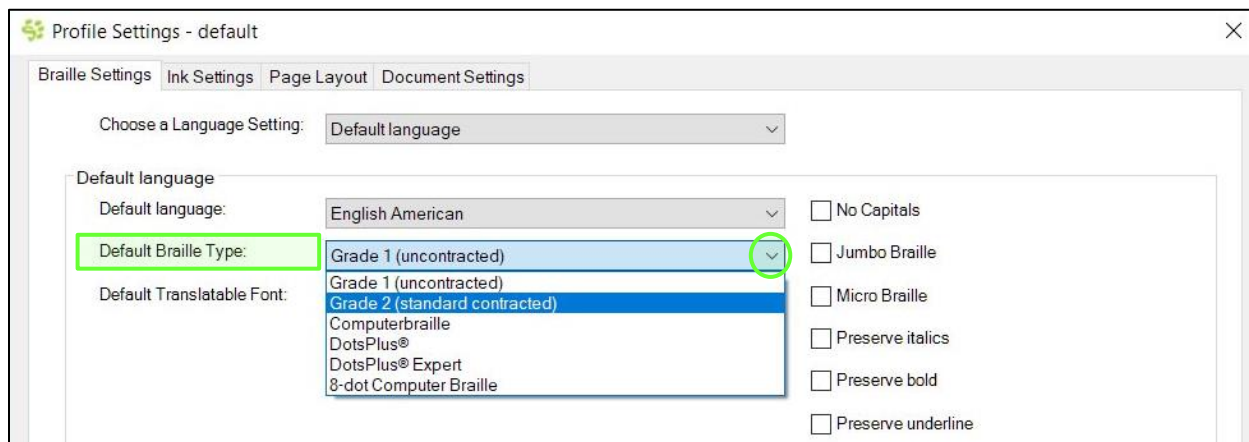 Profile Settings - default
Braille Settings Ink Settings Page Layout Document Settings
Choose a Language Setting: Default language
Default language
Default language: English American No Capitals
Default Braille Type: Grade 1 (uncontracted) Jumbo Braille
Grade 1 (uncontracted)
Default Translatable Font: Grade 2 (standard contracted) Micro Braille
Computerbraille
DotsPlus® Preserve italics
DotsPlus® Expert
8-dot Computer Braille Preserve bold
Preserve underline